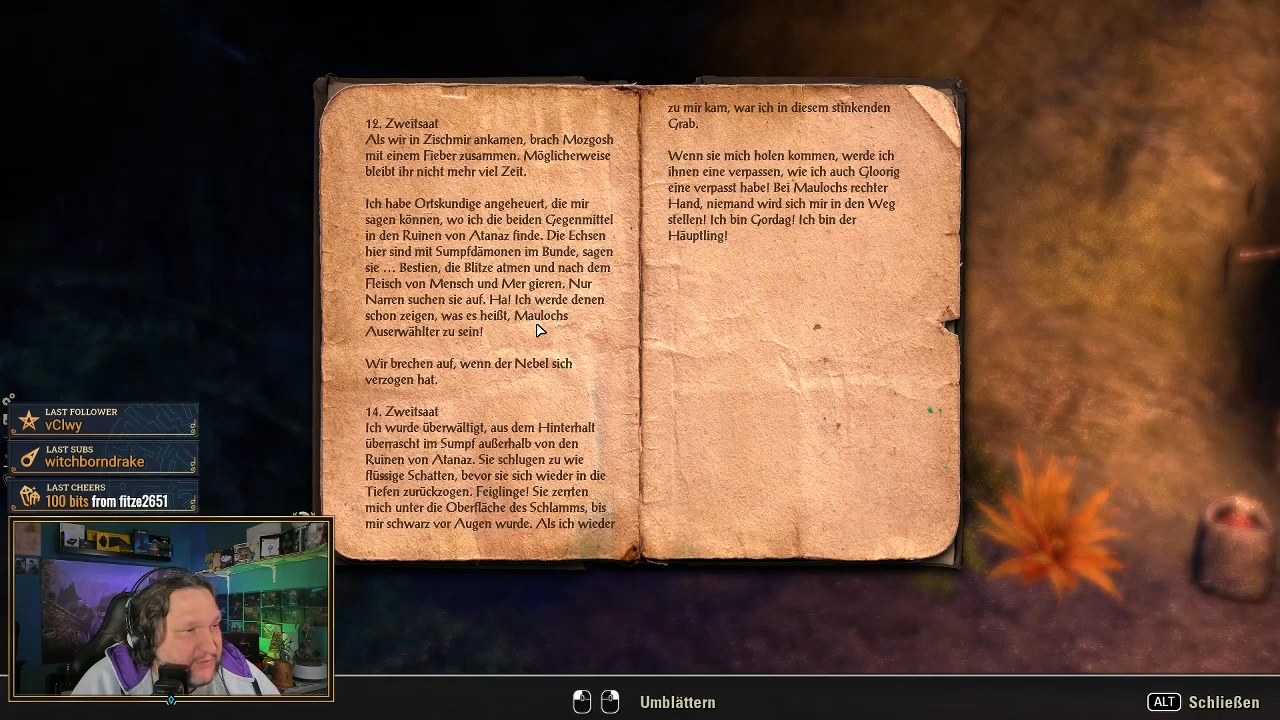 12. Zweitsaat
Als wir in Zischmir ankamen, brach Mozgosh
mit einem Fieber zusammen. Möglicherweise
bleibt ihr nicht mehr viel Zeit.
Ich habe Ortskundige angeheuert, die mir
sagen können, wo ich die beiden Gegenmittel
in den Ruinen von Atanaz finde. Die Echsen
hier sind mit Sumpfdämonen im Bunde, sagen
sie ... Bestien, die Blitze atmen und nach dem
Fleisch von Mensch und Mer gieren. Nur
Narren suchen sie auf. Ha! Ich werde denen
schon zeigen, was es heißt, Maulochs
Auserwählter zu sein!
Wir brechen auf, wenn der Nebel sich
verzogen hat.
14. Zweitsaat
Ich wurde überwältigt, aus dem Hinterhalt
überrascht im Sumpf außerhalb von den
Ruinen von Atanaz. Sie schlugen zu wie
flüssige Schatten, bevor sie sich wieder in die
Tiefen zurückzogen. Feiglinge! Sie zerrten
mich unter die Oberfläche des Schlamms, bis
mir schwarz vor Augen wurde. Als ich wieder
zu mir kam, war ich in diesem stinkenden
Grab.
Wenn sie mich holen kommen, werde ich
ihnen eine verpassen, wie ich auch Gloorig
eine verpasst habe! Bei Maulochs rechter
Hand, niemand wird sich mir in den Weg
stellen! Ich bin Gordag! Ich bin der
Häuptling!
LAST FOLLOWER
vClwy
LAST SUBS
witchborndrake
LAST CHEERS
100 bits from fitze2651
Umblättern
ALT Schließen